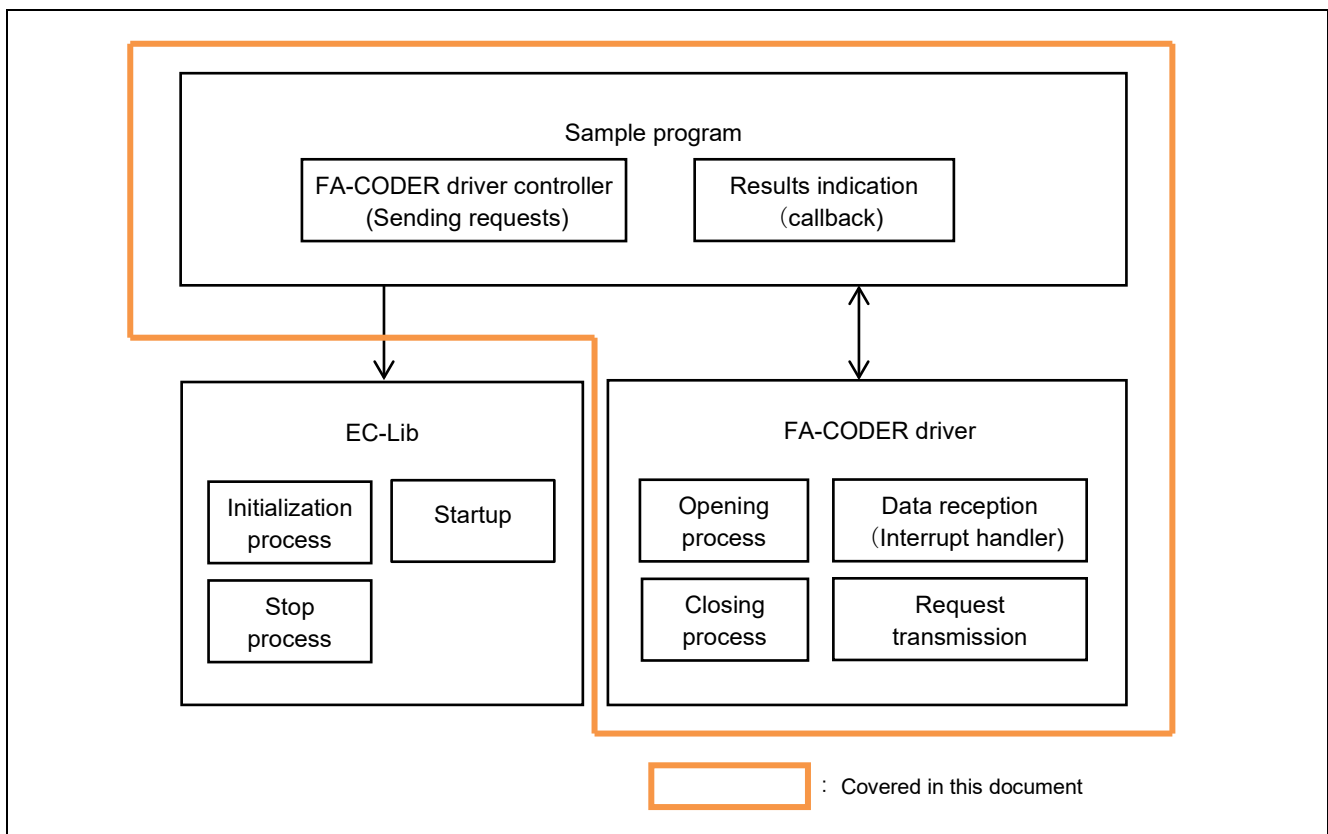 Sample program
FA-CODER driver controller
(Sending requests)
Results indication
（callback)
EC-Lib
Initialization
process
Startup
Stop
process
FA-CODER driver
Opening
process
Data reception
（Interrupt handler)
Closing
process
Request
transmission
: Covered in this document